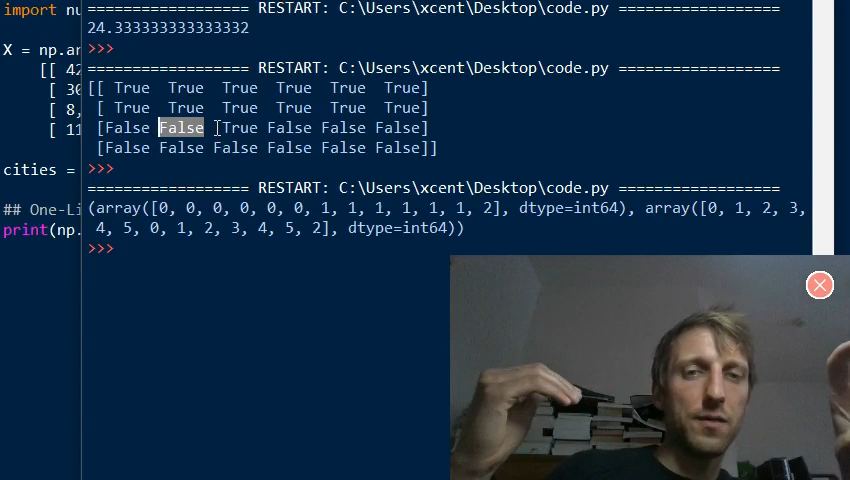 import nu
X = np.ar
[[ 42
[ 30
[ 8,
[ 11
cities =
## One-Li
print(np.
================== RESTART: C:\Users\xcent\Desktop\code.py ==================
24.333333333333332
>>>
================== RESTART: C:\Users\xcent\Desktop\code.py ==================
[[ True  True  True  True  True  True]
 [ True  True  True  True  True  True]
 [False False  True False False False]
 [False False False False False False]]
>>>
================== RESTART: C:\Users\xcent\Desktop\code.py ==================
(array([0, 0, 0, 0, 0, 0, 1, 1, 1, 1, 1, 1, 2], dtype=int64), array([0, 1, 2, 3,
 4, 5, 0, 1, 2, 3, 4, 5, 2], dtype=int64))
>>>